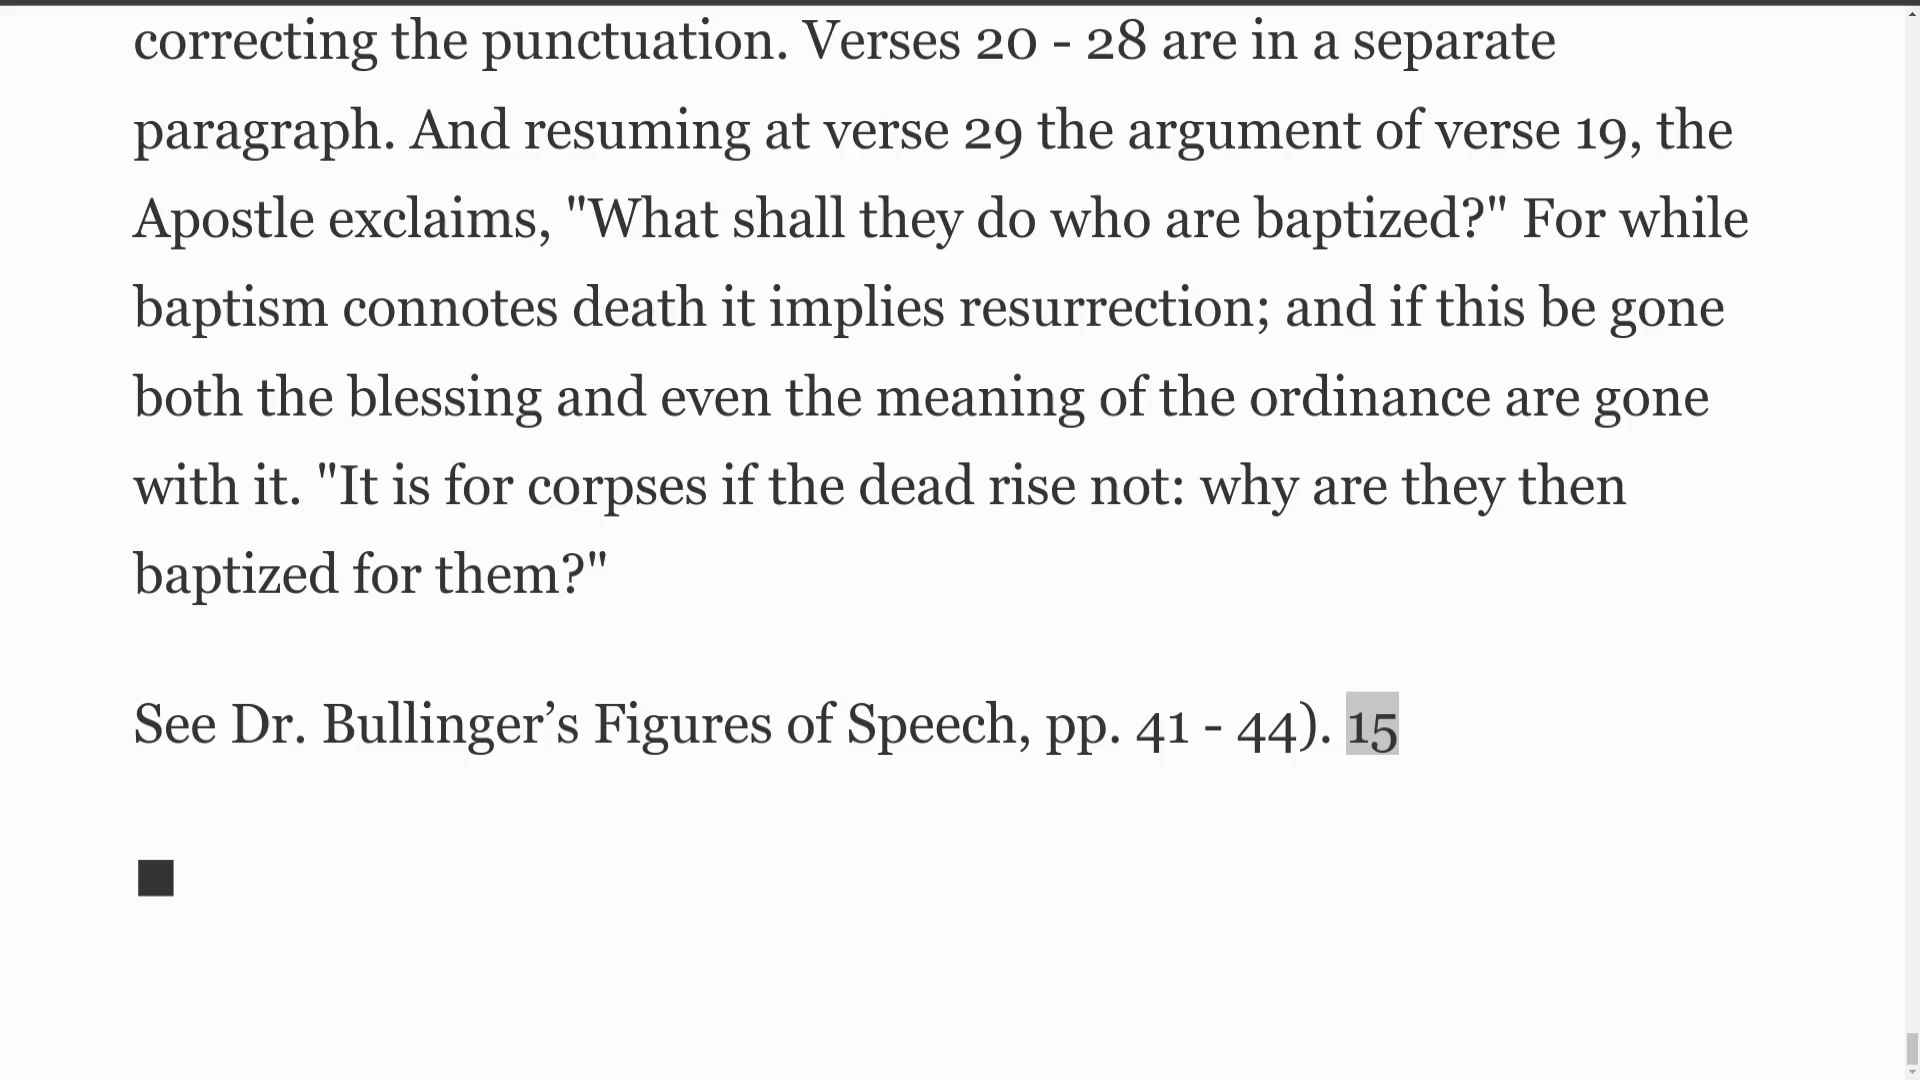 correcting the punctuation. Verses 20 - 28 are in a separate
paragraph. And resuming at verse 29 the argument of verse 19, the
Apostle exclaims, "What shall they do who are baptized?" For while
baptism connotes death it implies resurrection; and if this be gone
both the blessing and even the meaning of the ordinance are gone
with it. "It is for corpses if the dead rise not: why are they then
baptized for them?"
See Dr. Bullinger’s Figures of Speech, pp. 41 - 44). 15